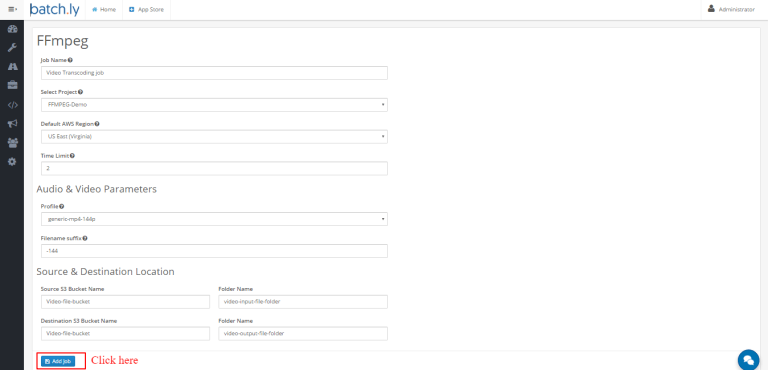 batch.ly Home App Store Administrator
FFmpeg
Job Name
Video Transcoding job
Select Project
FFMPEG-Demo
Default AWS Region
US East (Virginia)
Time Limit
2
Audio & Video Parameters
Profile
generic-mp4-144p
Filename suffix
-144
Source & Destination Location
Source S3 Bucket Name Folder Name
Video-file-bucket video-input-file-folder
Destination S3 Bucket Name Folder Name
Video-file-bucket video-output-file-folder
Add Job Click here